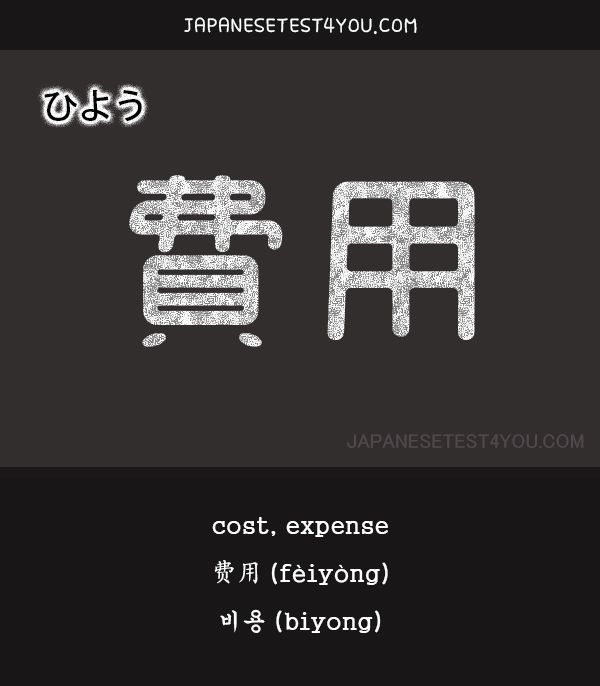 JAPANESETEST4YOU.COM
ひよう
費用
JAPANESETEST4YOU.COM
cost, expense
费用 (fèiyòng)
비용 (biyong)